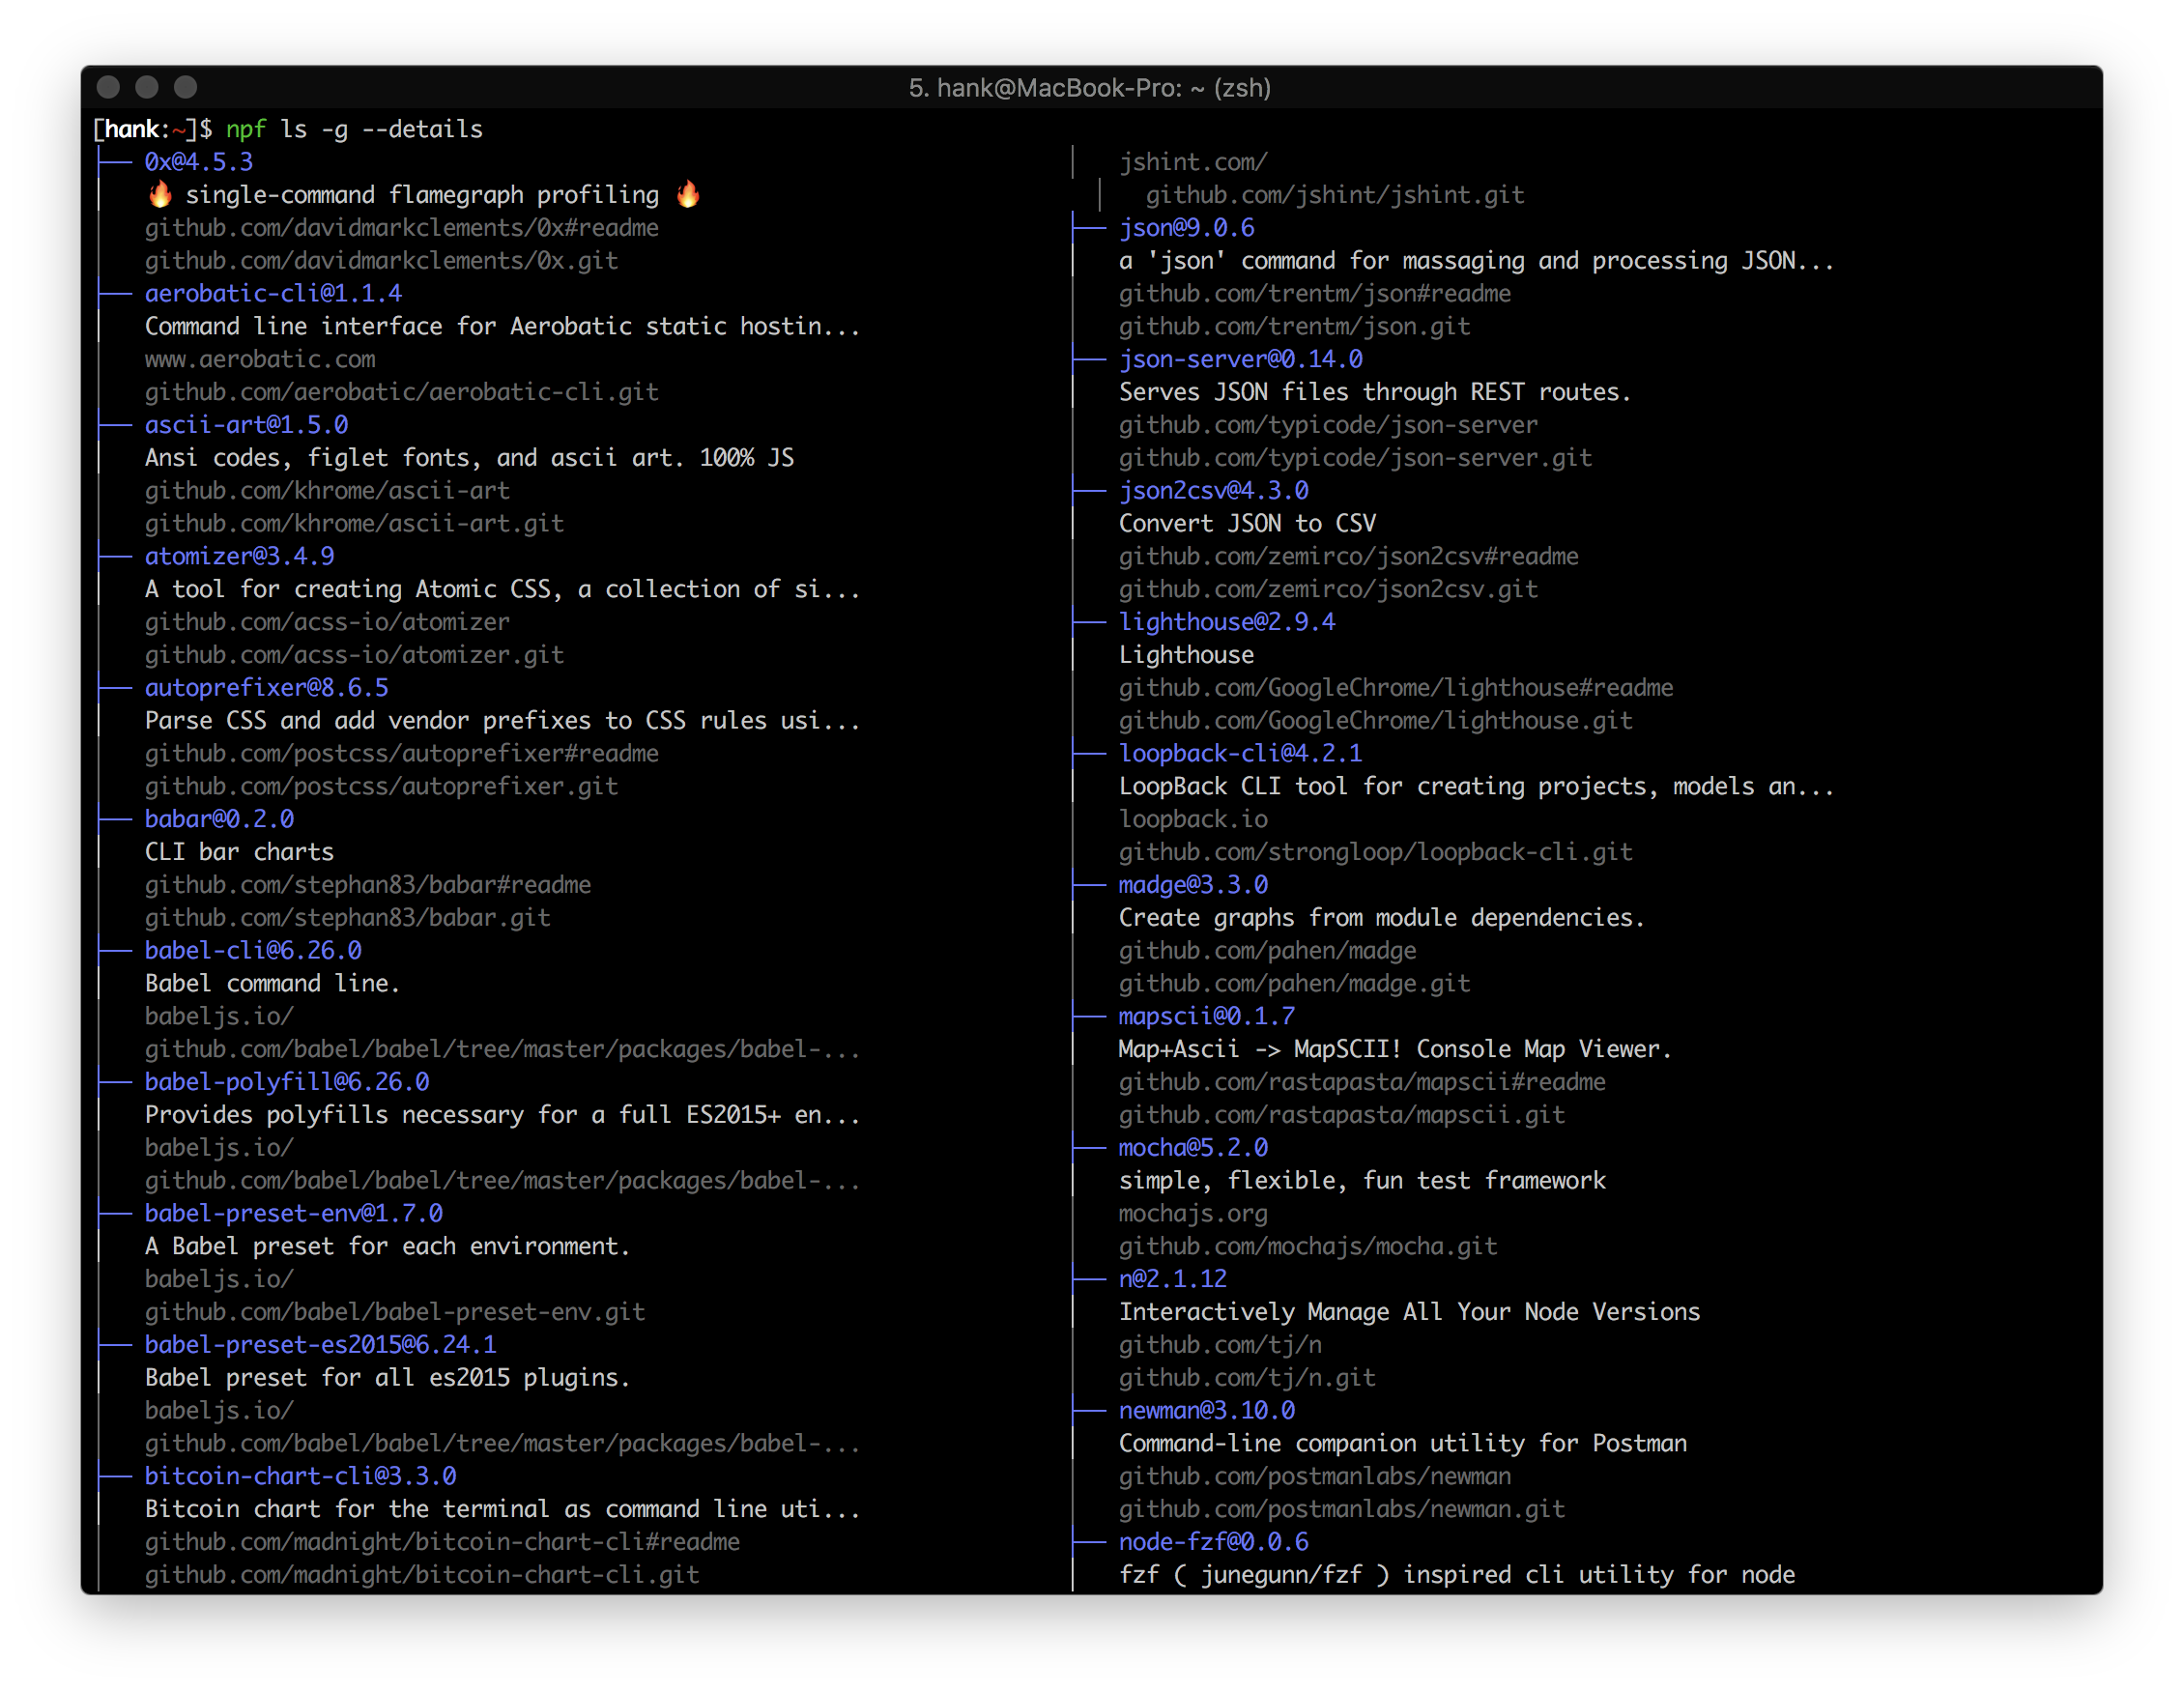 5. hank@MacBook-Pro: ~ (zsh)
[hank:~]$ npf ls -g --details
├── 0x@4.5.3
│   🔥 single-command flamegraph profiling 🔥
│   github.com/davidmarkclements/0x#readme
│   github.com/davidmarkclements/0x.git
├── aerobatic-cli@1.1.4
│   Command line interface for Aerobatic static hostin...
│   www.aerobatic.com
│   github.com/aerobatic/aerobatic-cli.git
├── ascii-art@1.5.0
│   Ansi codes, figlet fonts, and ascii art. 100% JS
│   github.com/khrome/ascii-art
│   github.com/khrome/ascii-art.git
├── atomizer@3.4.9
│   A tool for creating Atomic CSS, a collection of si...
│   github.com/acss-io/atomizer
│   github.com/acss-io/atomizer.git
├── autoprefixer@8.6.5
│   Parse CSS and add vendor prefixes to CSS rules usi...
│   github.com/postcss/autoprefixer#readme
│   github.com/postcss/autoprefixer.git
├── babar@0.2.0
│   CLI bar charts
│   github.com/stephan83/babar#readme
│   github.com/stephan83/babar.git
├── babel-cli@6.26.0
│   Babel command line.
│   babeljs.io/
│   github.com/babel/babel/tree/master/packages/babel-...
├── babel-polyfill@6.26.0
│   Provides polyfills necessary for a full ES2015+ en...
│   babeljs.io/
│   github.com/babel/babel/tree/master/packages/babel-...
├── babel-preset-env@1.7.0
│   A Babel preset for each environment.
│   babeljs.io/
│   github.com/babel/babel-preset-env.git
├── babel-preset-es2015@6.24.1
│   Babel preset for all es2015 plugins.
│   babeljs.io/
│   github.com/babel/babel/tree/master/packages/babel-...
├── bitcoin-chart-cli@3.3.0
│   Bitcoin chart for the terminal as command line uti...
│   github.com/madnight/bitcoin-chart-cli#readme
│   github.com/madnight/bitcoin-chart-cli.git
│   jshint.com/
  │   github.com/jshint/jshint.git
├── json@9.0.6
│   a 'json' command for massaging and processing JSON...
│   github.com/trentm/json#readme
│   github.com/trentm/json.git
├── json-server@0.14.0
│   Serves JSON files through REST routes.
│   github.com/typicode/json-server
│   github.com/typicode/json-server.git
├── json2csv@4.3.0
│   Convert JSON to CSV
│   github.com/zemirco/json2csv#readme
│   github.com/zemirco/json2csv.git
├── lighthouse@2.9.4
│   Lighthouse
│   github.com/GoogleChrome/lighthouse#readme
│   github.com/GoogleChrome/lighthouse.git
├── loopback-cli@4.2.1
│   LoopBack CLI tool for creating projects, models an...
│   loopback.io
│   github.com/strongloop/loopback-cli.git
├── madge@3.3.0
│   Create graphs from module dependencies.
│   github.com/pahen/madge
│   github.com/pahen/madge.git
├── mapscii@0.1.7
│   Map+Ascii -> MapSCII! Console Map Viewer.
│   github.com/rastapasta/mapscii#readme
│   github.com/rastapasta/mapscii.git
├── mocha@5.2.0
│   simple, flexible, fun test framework
│   mochajs.org
│   github.com/mochajs/mocha.git
├── n@2.1.12
│   Interactively Manage All Your Node Versions
│   github.com/tj/n
│   github.com/tj/n.git
├── newman@3.10.0
│   Command-line companion utility for Postman
│   github.com/postmanlabs/newman
│   github.com/postmanlabs/newman.git
├── node-fzf@0.0.6
│   fzf ( junegunn/fzf ) inspired cli utility for node